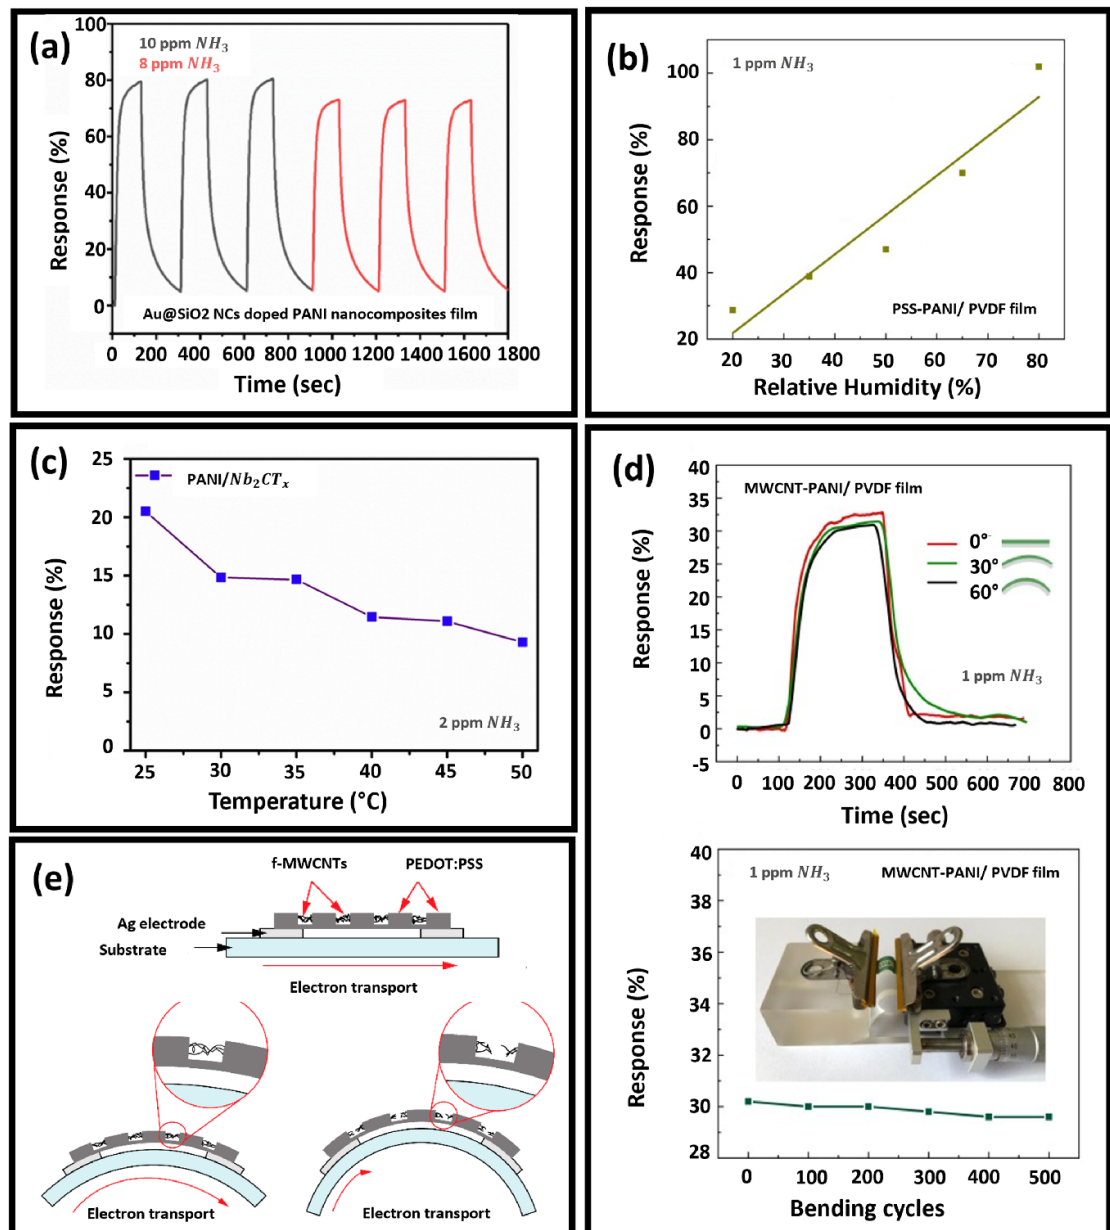 (a)
10 ppm NH₃
8 ppm NH₃
100
80
60
40
20
0
Response (%)
Au@SiO2 NCs doped PANI nanocomposites film
0 200 400 600 800 1000 1200 1400 1600 1800
Time (sec)
(b)
1 ppm NH₃
100
80
60
40
20
Response (%)
PSS-PANI/ PVDF film
20 30 40 50 60 70 80
Relative Humidity (%)
(c)
PANI/Nb₂CTₓ
25
20
15
10
5
0
Response (%)
2 ppm NH₃
25 30 35 40 45 50
Temperature (°C)
(d)
MWCNT-PANI/ PVDF film
40
35
30
25
20
15
10
5
0
-5
Response (%)
0°
30°
60°
1 ppm NH₃
0 100 200 300 400 500 600 700 800
Time (sec)
1 ppm NH₃
MWCNT-PANI/ PVDF film
40
38
36
34
32
30
28
Response (%)
0 100 200 300 400 500
Bending cycles
(e)
f-MWCNTs
PEDOT:PSS
Ag electrode
Substrate
Electron transport
Electron transport
Electron transport